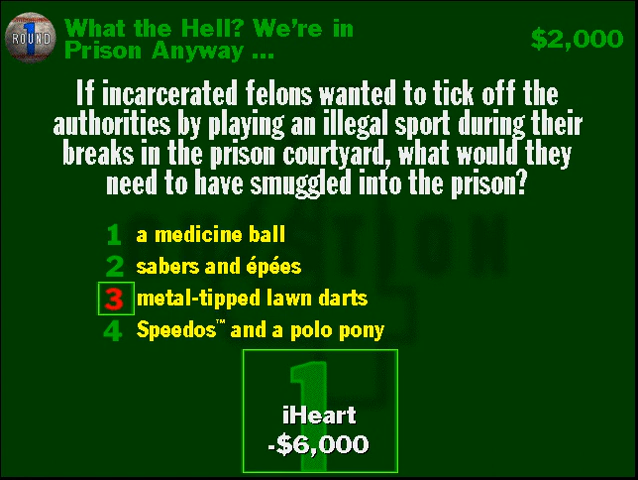 1
ROUND
What the Hell? We're in
Prison Anyway ...
$2,000
If incarcerated felons wanted to tick off the
authorities by playing an illegal sport during their
breaks in the prison courtyard, what would they
need to have smuggled into the prison?
QUESTION
1 a medicine ball
2 sabers and épées
3 metal-tipped lawn darts
4 Speedos™ and a polo pony
1
iHeart
-$6,000